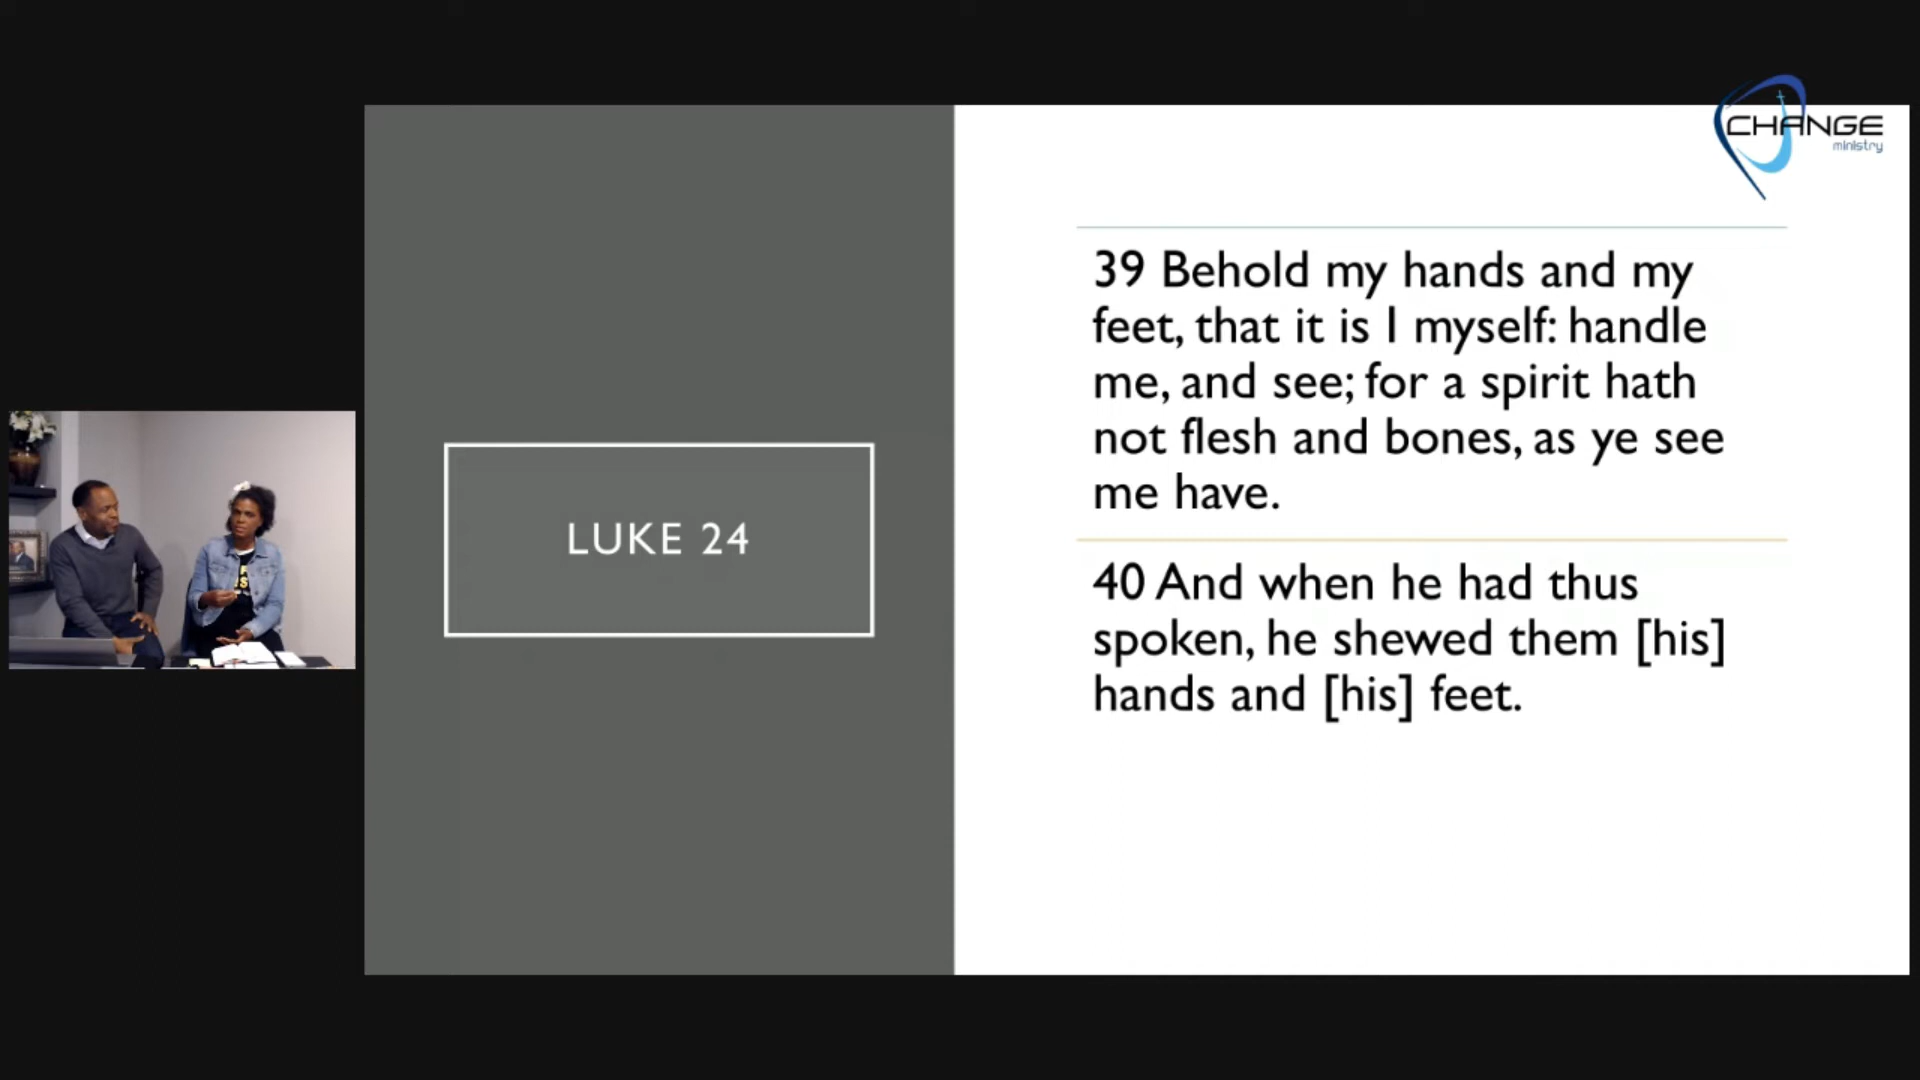 CHANGE
ministry
LUKE 24
39 Behold my hands and my
feet, that it is I myself: handle
me, and see; for a spirit hath
not flesh and bones, as ye see
me have.
40 And when he had thus
spoken, he shewed them [his]
hands and [his] feet.